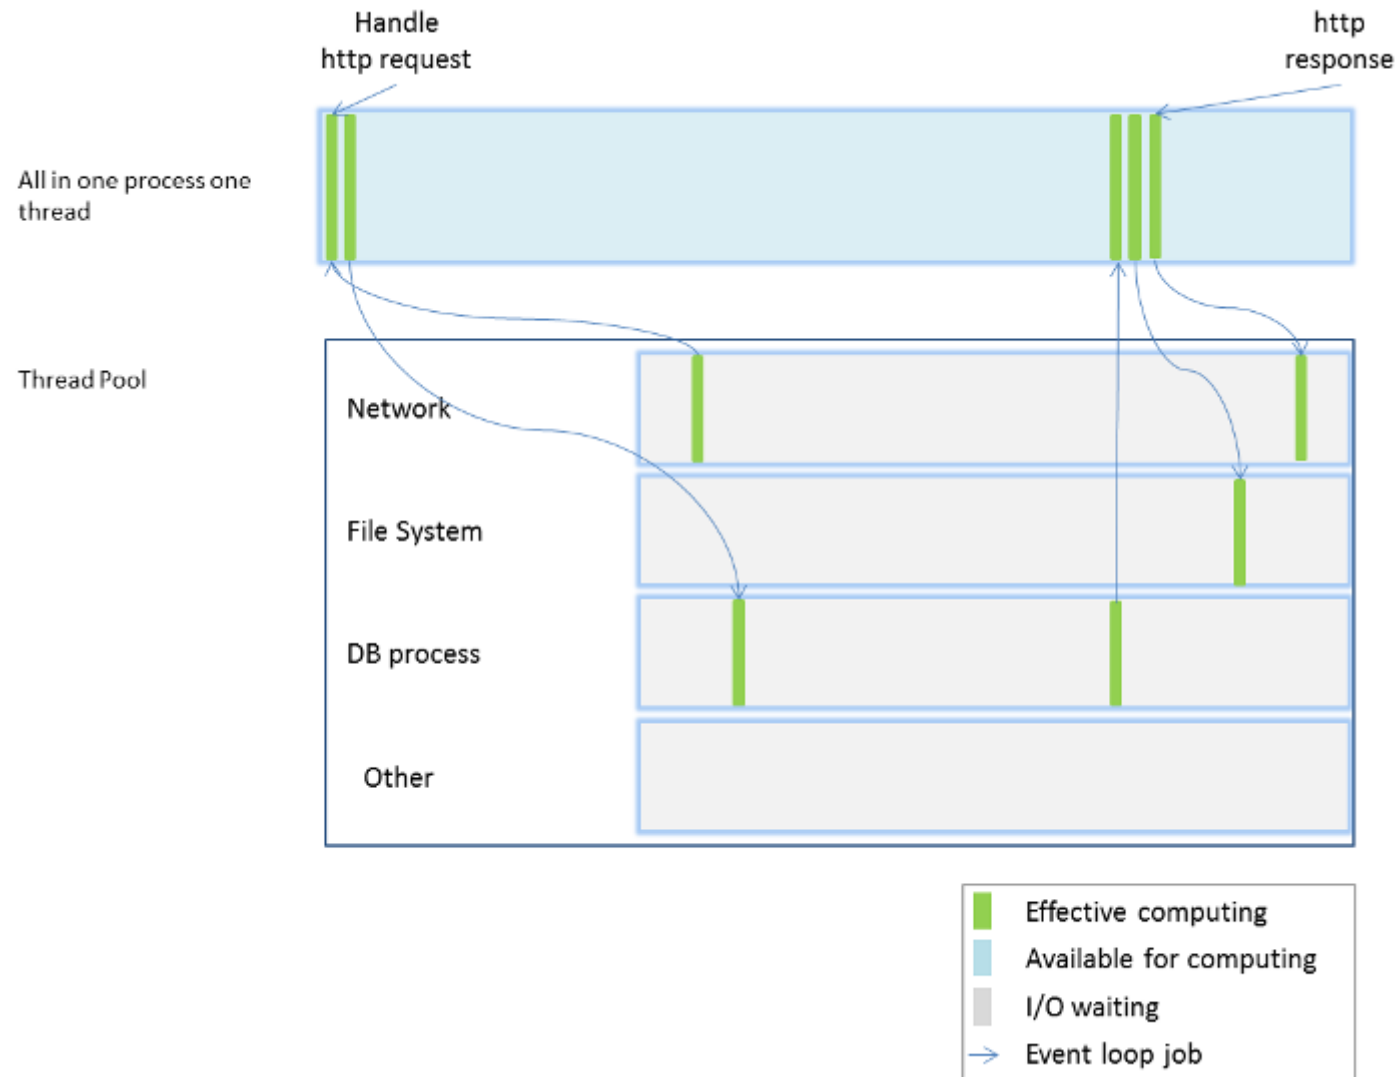 Handle
http request
http
response
All in one process one
thread
Thread Pool
Network
File System
DB process
Other
Effective computing
Available for computing
I/O waiting
Event loop job